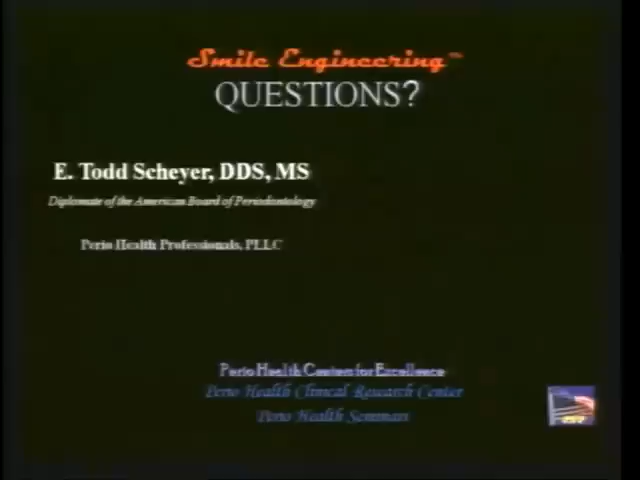 Smile Engineering™
QUESTIONS?
E. Todd Scheyer, DDS, MS
Diplomate of the American Board of Periodontology
Perio Health Professionals, PLLC
Perio Health Centers for Excellence
Perio Health Clinical Research Center
Perio Health Seminars